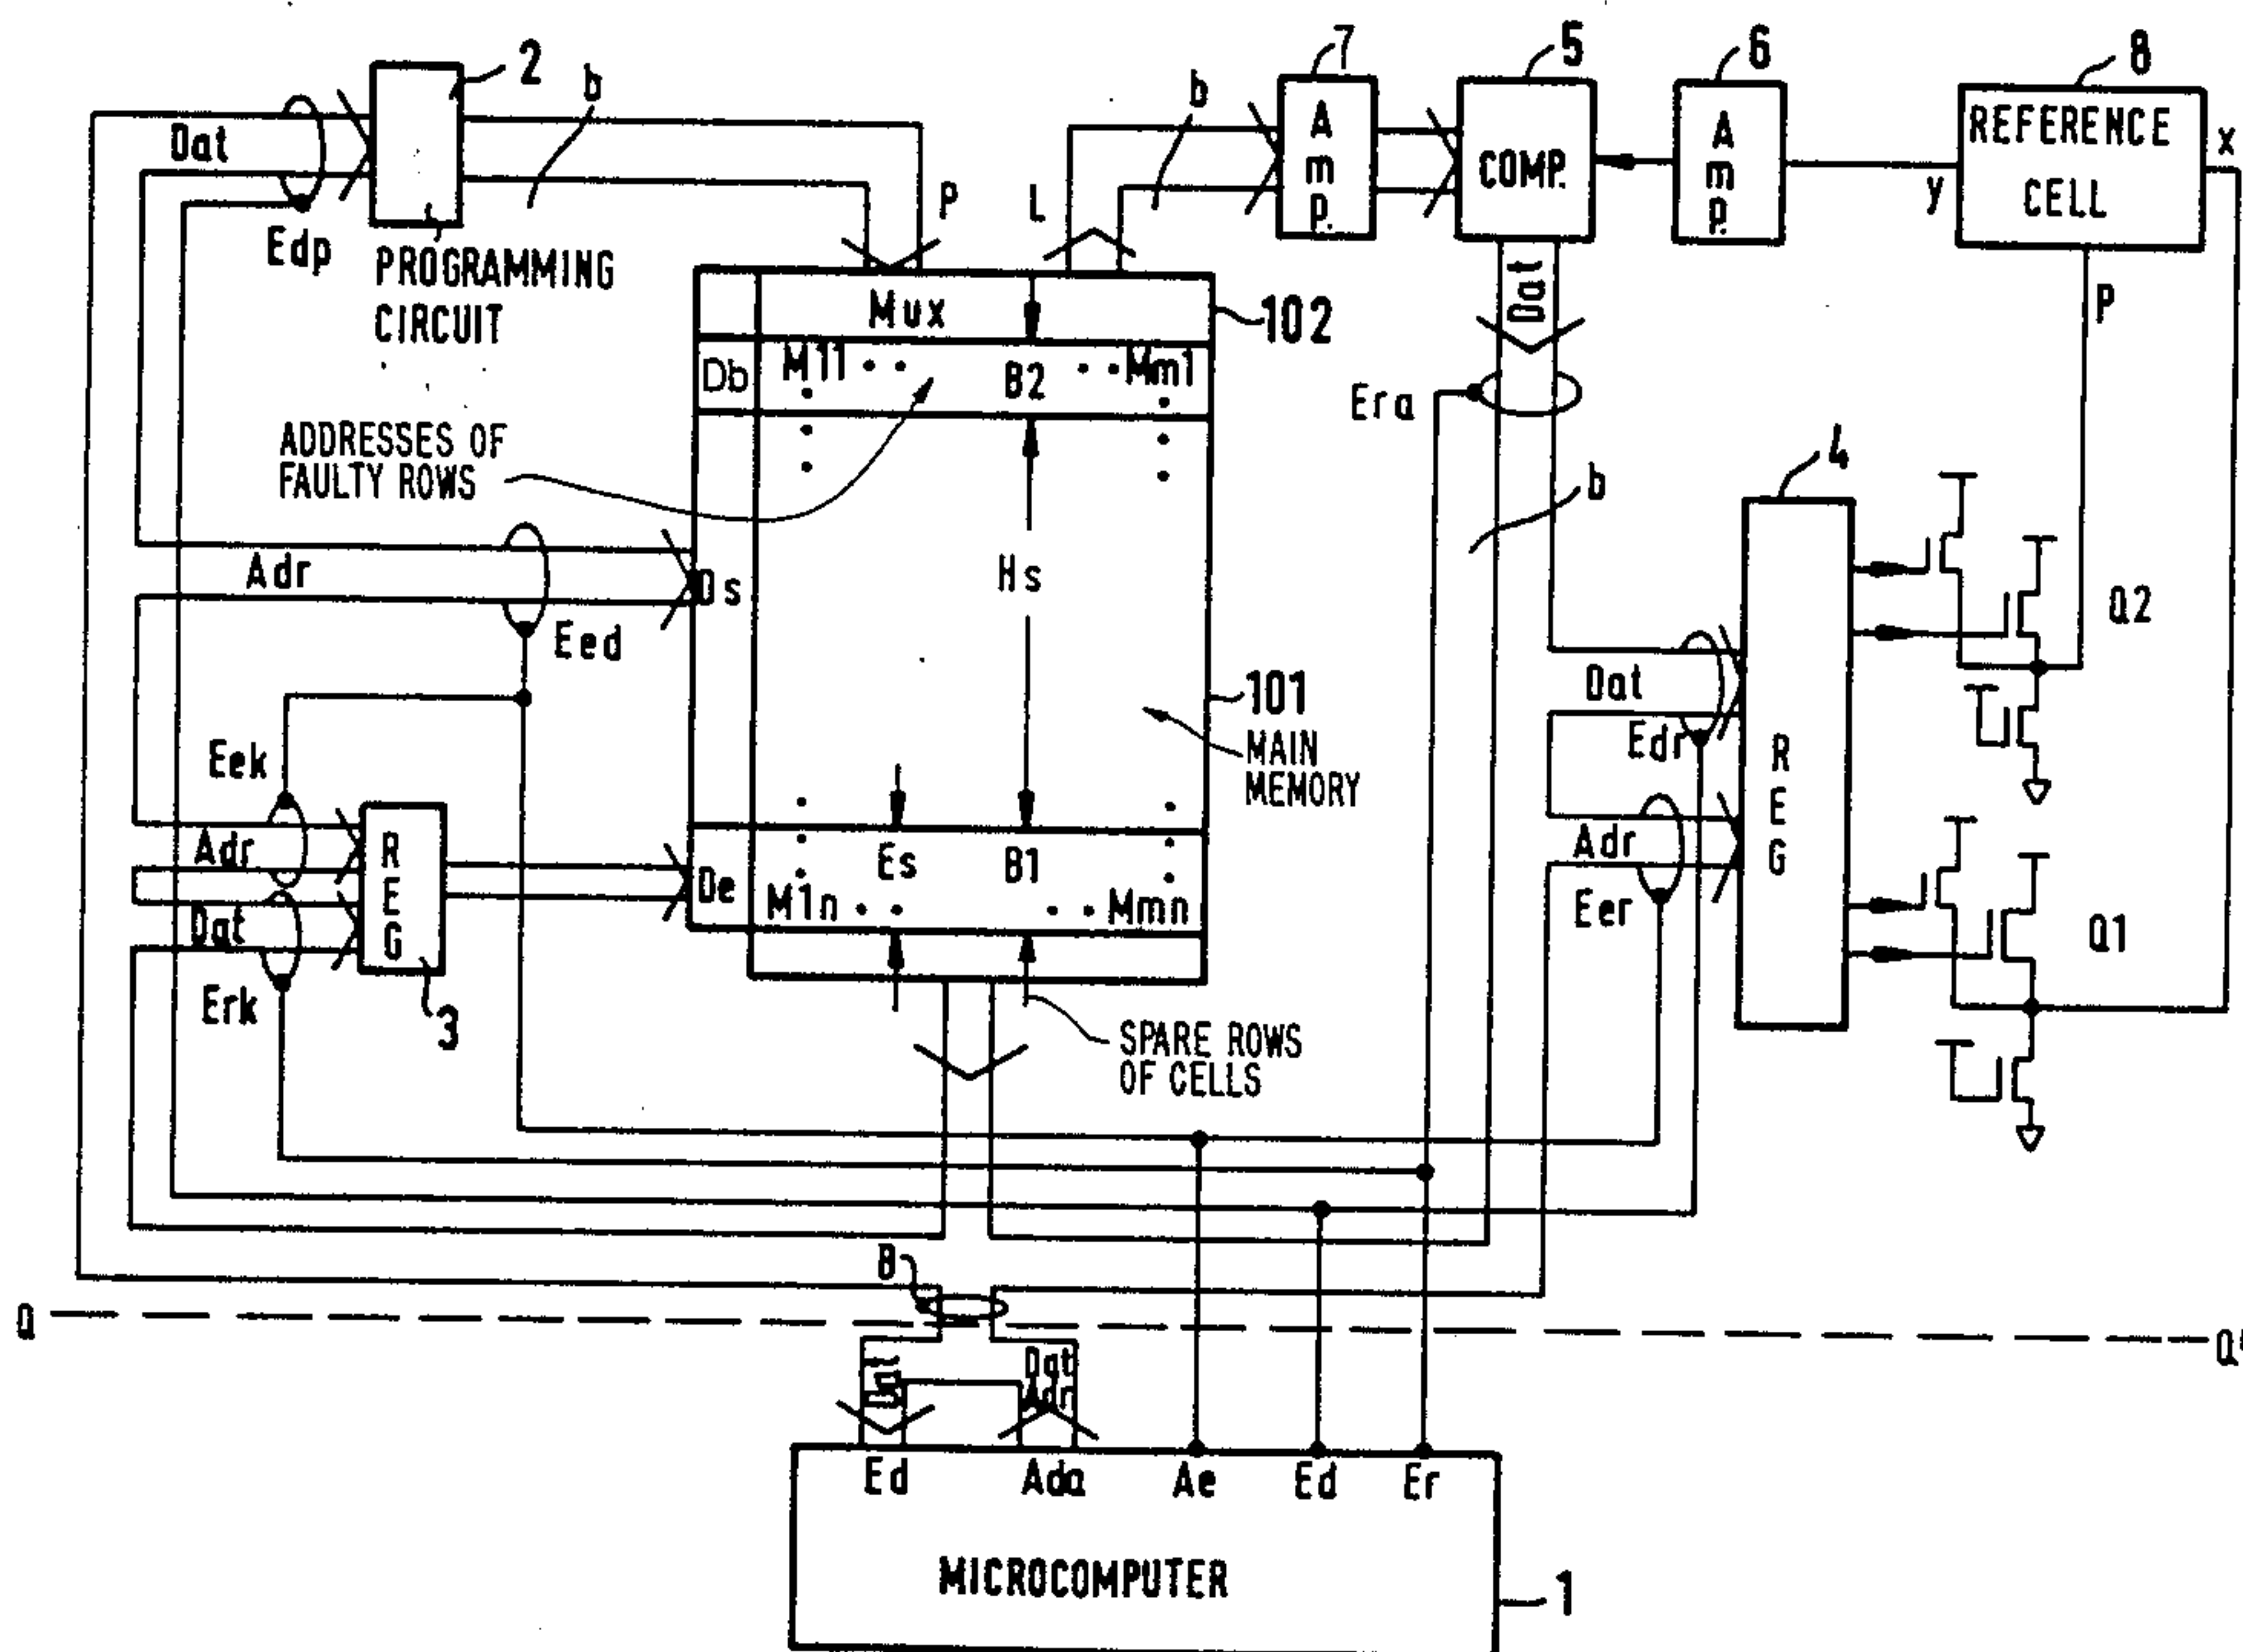 2
b
7
5
6
8
Dat
A
m
P.
COMP.
A
m
P.
REFERENCE
CELL
x
y
b
P
L
P
Edp
PROGRAMMING
CIRCUIT
Mux
102
Dat
Db
M11
B2
Mm1
Era
ADDRESSES OF
FAULTY ROWS
4
b
Adr
Ds
Hs
Q2
Eed
Dat
101
MAIN
MEMORY
Edr
R
E
G
Eek
Adr
R
E
G
Es
B1
Adr
De
M1n
Mmn
Dat
Eer
Q1
Erk
3
SPARE ROWS
OF CELLS
B
Q
Q'
Dat
Adr
Ed
Ada
Ae
Ed
Er
MICROCOMPUTER
1